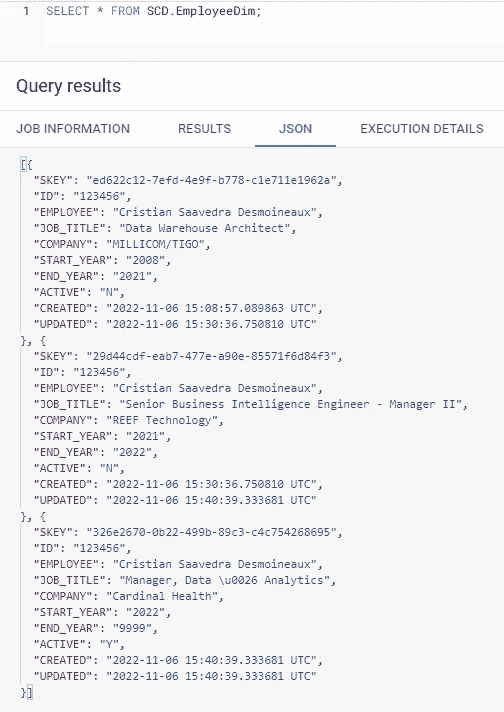 1 SELECT * FROM SCD.EmployeeDim;
Query results
JOB INFORMATION RESULTS JSON EXECUTION DETAILS
[{
"SKEY": "ed622c12-7efd-4e9f-b778-c1e711e1962a",
"ID": "123456",
"EMPLOYEE": "Cristian Saavedra Desmoineaux",
"JOB_TITLE": "Data Warehouse Architect",
"COMPANY": "MILLICOM/TIGO",
"START_YEAR": "2008",
"END_YEAR": "2021",
"ACTIVE": "N",
"CREATED": "2022-11-06 15:08:57.089863 UTC",
"UPDATED": "2022-11-06 15:30:36.750810 UTC"
}, {
"SKEY": "29d44cdf-eab7-477e-a90e-85571f6d84f3",
"ID": "123456",
"EMPLOYEE": "Cristian Saavedra Desmoineaux",
"JOB_TITLE": "Senior Business Intelligence Engineer - Manager II",
"COMPANY": "REEF Technology",
"START_YEAR": "2021",
"END_YEAR": "2022",
"ACTIVE": "N",
"CREATED": "2022-11-06 15:30:36.750810 UTC",
"UPDATED": "2022-11-06 15:40:39.333681 UTC"
}, {
"SKEY": "326e2670-0b22-499b-89c3-c4c754268695",
"ID": "123456",
"EMPLOYEE": "Cristian Saavedra Desmoineaux",
"JOB_TITLE": "Manager, Data \u0026 Analytics",
"COMPANY": "Cardinal Health",
"START_YEAR": "2022",
"END_YEAR": "9999",
"ACTIVE": "Y",
"CREATED": "2022-11-06 15:40:39.333681 UTC",
"UPDATED": "2022-11-06 15:40:39.333681 UTC"
}]